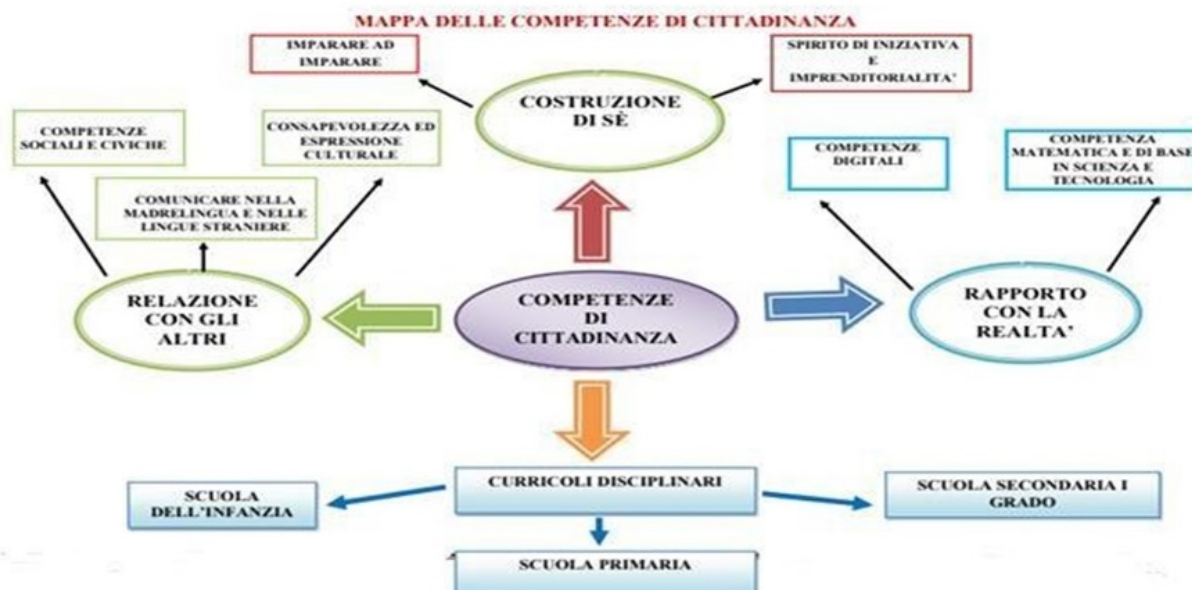 MAPPA DELLE COMPETENZE DI CITTADINANZA
IMPARARE AD
IMPARARE
SPIRITO DI INIZIATIVA
E
IMPRENDITORIALITA'
COSTRUZIONE
DI SÈ
COMPETENZE
SOCIALI E CIVICHE
CONSAPEVOLEZZA ED
ESPRESSIONE
CULTURALE
COMPETENZE
DIGITALI
COMPETENZA
MATEMATICA E DI BASE
IN SCIENZA E
TECNOLOGIA
COMUNICARE NELLA
MADRELINGUA E NELLE
LINGUE STRANIERE
RELAZIONE
CON GLI
ALTRI
COMPETENZE
DI
CITTADINANZA
RAPPORTO
CON LA
REALTA'
CURRICOLI DISCIPLINARI
SCUOLA
DELL'INFANZIA
SCUOLA SECONDARIA I
GRADO
SCUOLA PRIMARIA